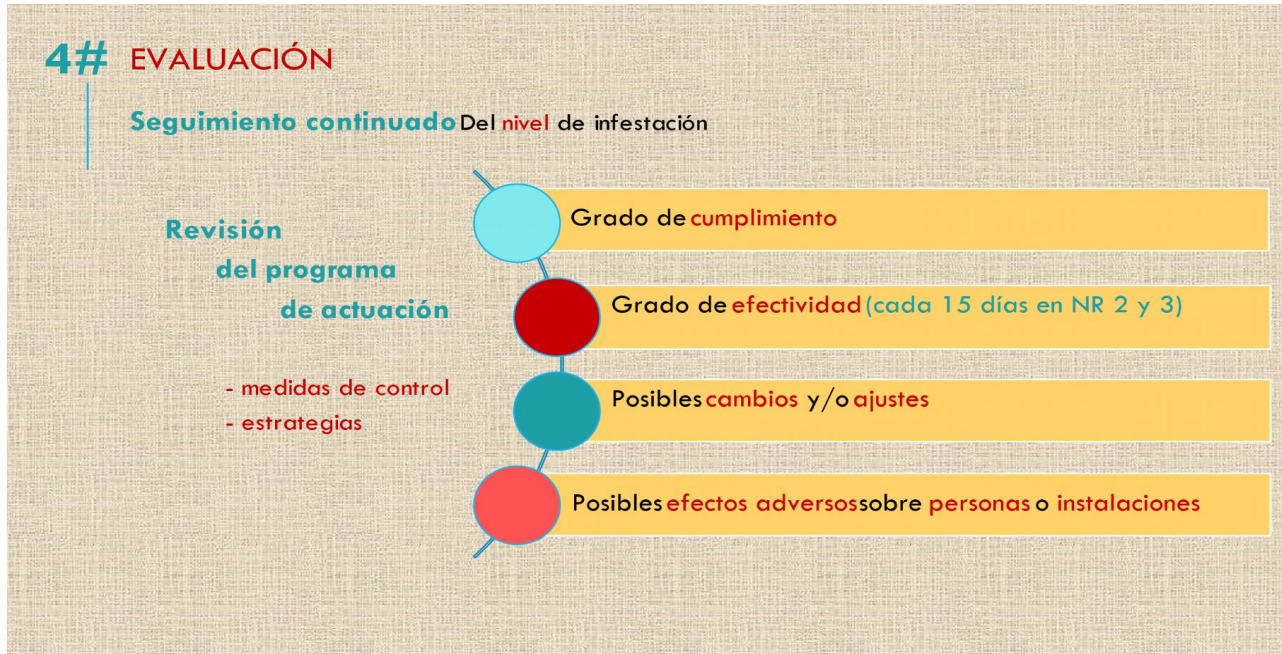 4# EVALUACIÓN
Seguimiento continuado Del nivel de infestación
Revisión
del programa
de actuación
- medidas de control
- estrategias
Grado de cumplimiento
Grado de efectividad (cada 15 días en NR 2 y 3)
Posibles cambios y/o ajustes
Posibles efectos adversos sobre personas o instalaciones